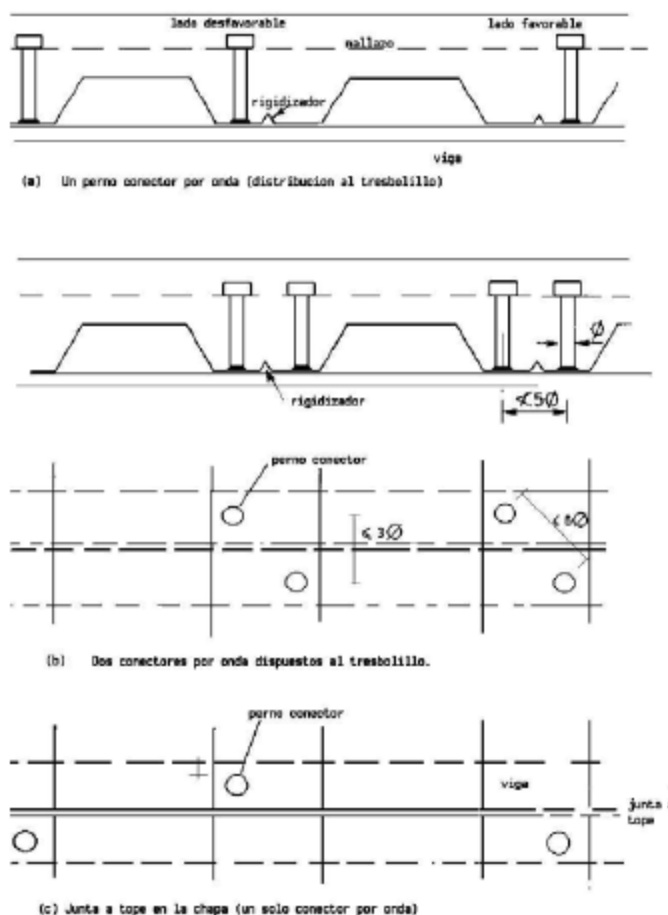 lado desfavorable
lado favorable
mallazo
rigidizador
viga
(a) Un perno conector por onda (distribucion al tresbolillo)
Ø
rigidizador
≮5Ø
perno conector
≮ 3Ø
(b) Dos conectores por onda dispuestos al tresbolillo.
perno conector
viga
junta
tope
(c) Junta a tope en la chapa (un solo conector por onda)